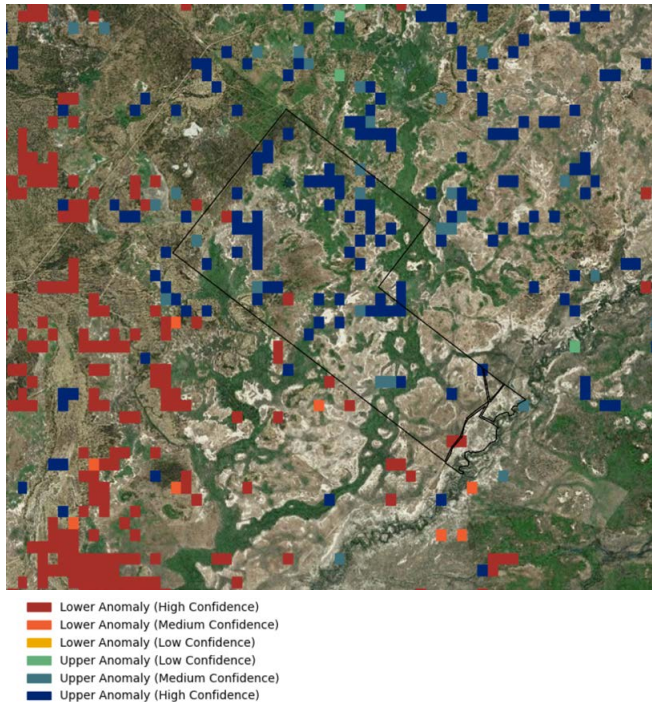 Lower Anomaly (High Confidence)
Lower Anomaly (Medium Confidence)
Lower Anomaly (Low Confidence)
Upper Anomaly (Low Confidence)
Upper Anomaly (Medium Confidence)
Upper Anomaly (High Confidence)